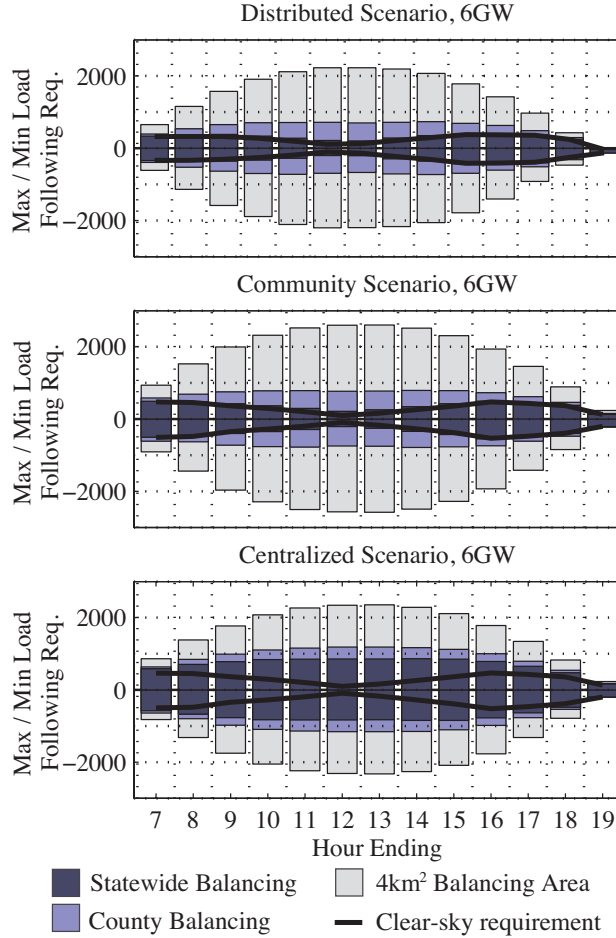 Distributed Scenario, 6GW
Max / Min Load
Following Req.
2000
0
−2000
Community Scenario, 6GW
Max / Min Load
Following Req.
2000
0
−2000
Centralized Scenario, 6GW
Max / Min Load
Following Req.
2000
0
−2000
7 8 9 10 11 12 13 14 15 16 17 18 19
Hour Ending
Statewide Balancing
4km² Balancing Area
County Balancing
Clear-sky requirement